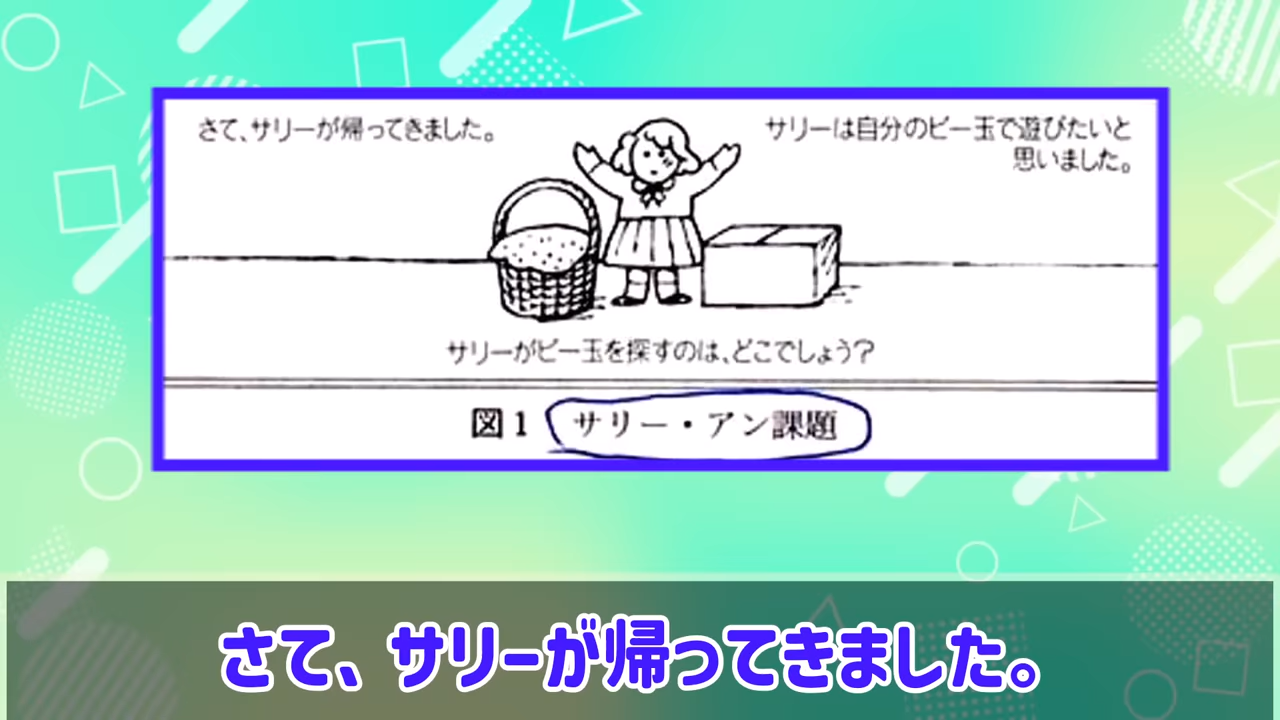 さて、サリーが帰ってきました。
サリーは自分のビー玉で遊びたいと
思いました。
サリーがビー玉を探すのは、どこでしょう?
図1 サリー・アン課題
さて、サリーが帰ってきました。